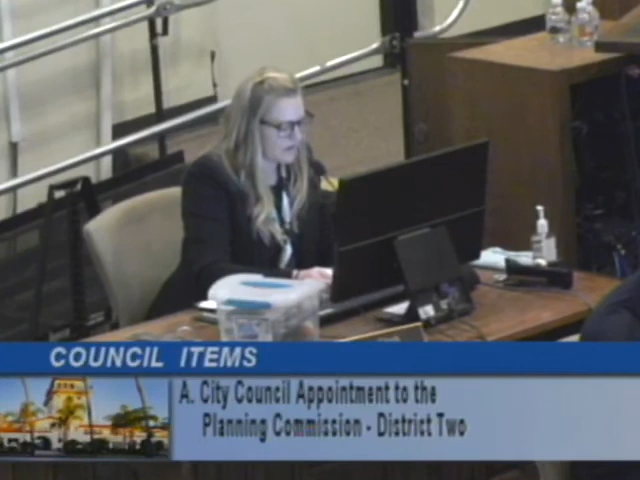 COUNCIL ITEMS
A. City Council Appointment to the
Planning Commission - District Two